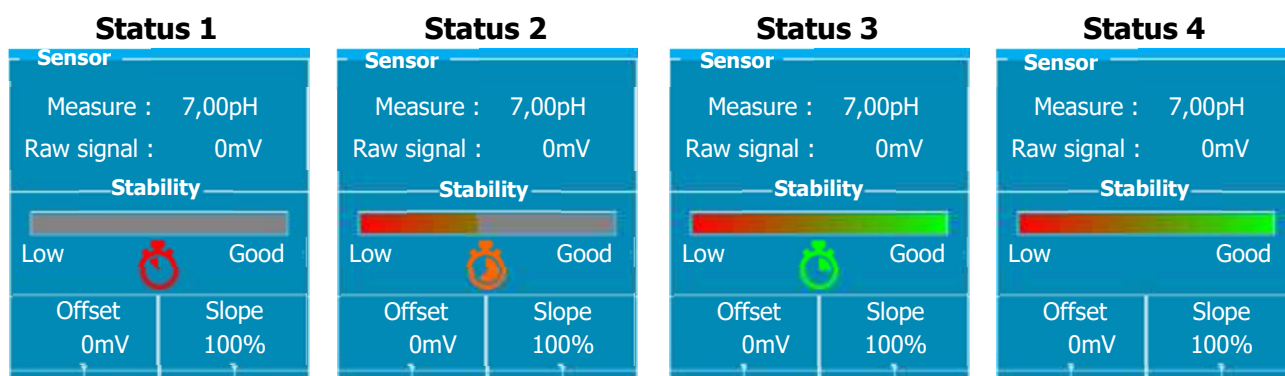 Status 1 Status 2 Status 3 Status 4
Sensor Sensor Sensor Sensor
Measure : 7,00pH Measure : 7,00pH Measure : 7,00pH Measure : 7,00pH
Raw signal : 0mV Raw signal : 0mV Raw signal : 0mV Raw signal : 0mV
Stability Stability Stability Stability
Low Good Low Good Low Good Low Good
Offset Slope Offset Slope Offset Slope Offset Slope
0mV 100% 0mV 100% 0mV 100% 0mV 100%